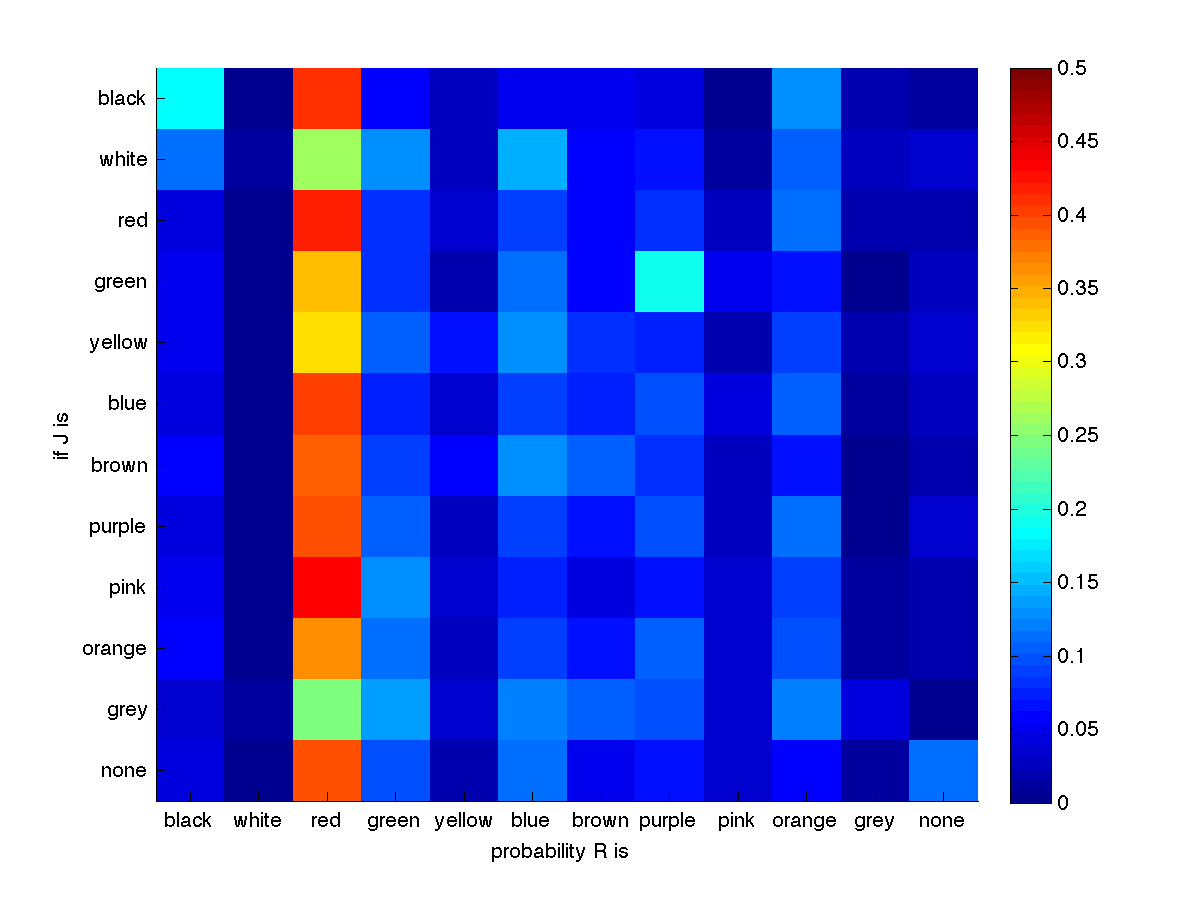 0.5
black
0.45
white
0.4
red
0.35
green
0.3
yellow
0.25
blue
if J is
0.2
brown
0.15
purple
pink
0.1
orange
0.05
grey
none
0
black white red green yellow blue brown purple pink orange grey none
probability R is